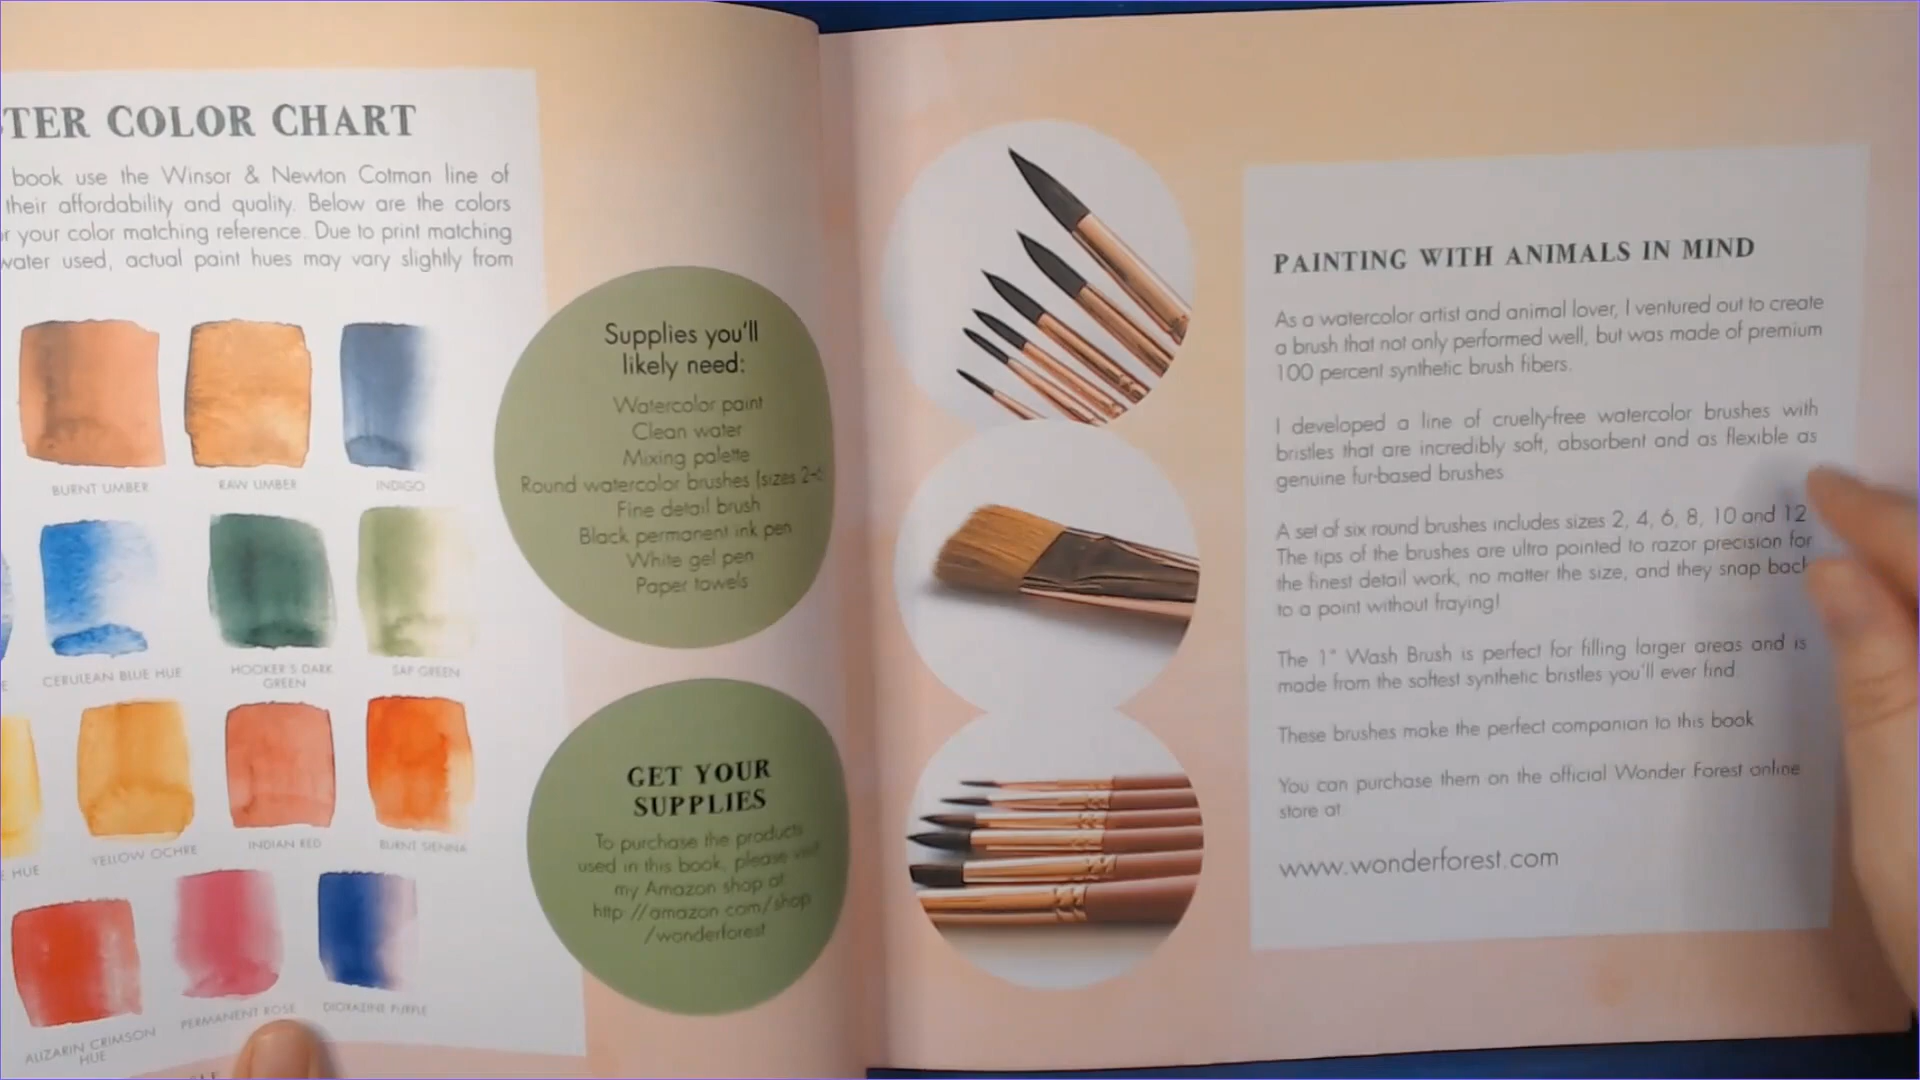 TER COLOR CHART
book use the Winsor & Newton Cotman line of
their affordability and quality. Below are the colors
your color matching reference. Due to print matching
water used, actual paint hues may vary slightly from
BURNT UMBER
RAW UMBER
INDIGO
CERULEAN BLUE HUE
HOOKER'S DARK
GREEN
SAP GREEN
HUE
YELLOW OCHRE
INDIAN RED
BURNT SIENNA
ALIZARIN CRIMSON
HUE
PERMANENT ROSE
DIOXAZINE PURPLE
Supplies you'll
likely need:
Watercolor paint
Clean water
Mixing palette
Round watercolor brushes (sizes
Fine detail brush
Black permanent ink pen
White gel pen
Paper towels
GET YOUR
SUPPLIES
To purchase the products
used in this book, please visit
my Amazon shop at
http://amazon.com/shop
/wonderforest
PAINTING WITH ANIMALS IN MIND
As a watercolor artist and animal lover, I ventured out to create
a brush that not only performed well, but was made of premium
100 percent synthetic brush fibers.
I developed a line of cruelty-free watercolor brushes with
bristles that are incredibly soft, absorbent and as flexible as
genuine fur-based brushes
A set of six round brushes includes sizes 2, 4, 6, 8, 10 and 12
The tips of the brushes are ultra pointed to razor precision for
the finest detail work, no matter the size, and they snap back
to a point without fraying!
The 1" Wash Brush is perfect for filling larger areas and is
made from the softest synthetic bristles you'll ever find
These brushes make the perfect companion to this book
You can purchase them on the official Wonder Forest online
store at
www.wonderforest.com